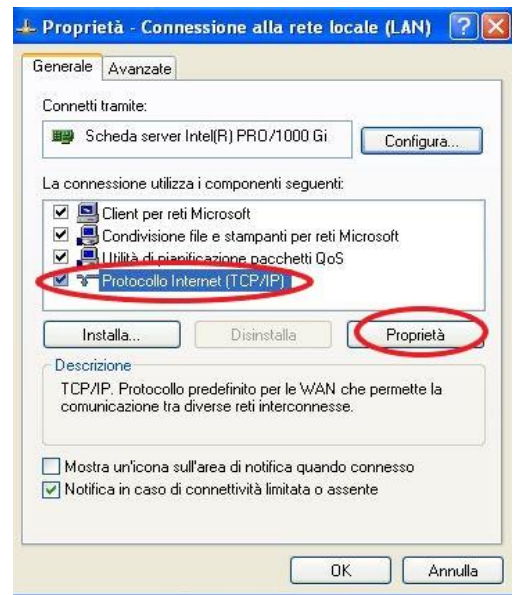 Proprietà - Connessione alla rete locale (LAN)
Generale
Avanzate
Connetti tramite:
Scheda server Intel(R) PRO/1000 Gi
Configura...
La connessione utilizza i componenti seguenti:
Client per reti Microsoft
Condivisione file e stampanti per reti Microsoft
Utilità di pianificazione pacchetti QoS
Protocollo Internet (TCP/IP)
Installa...
Disinstalla
Proprietà
Descrizione
TCP/IP. Protocollo predefinito per le WAN che permette la
comunicazione tra diverse reti interconnesse.
Mostra un'icona sull'area di notifica quando connesso
Notifica in caso di connettività limitata o assente
OK
Annulla